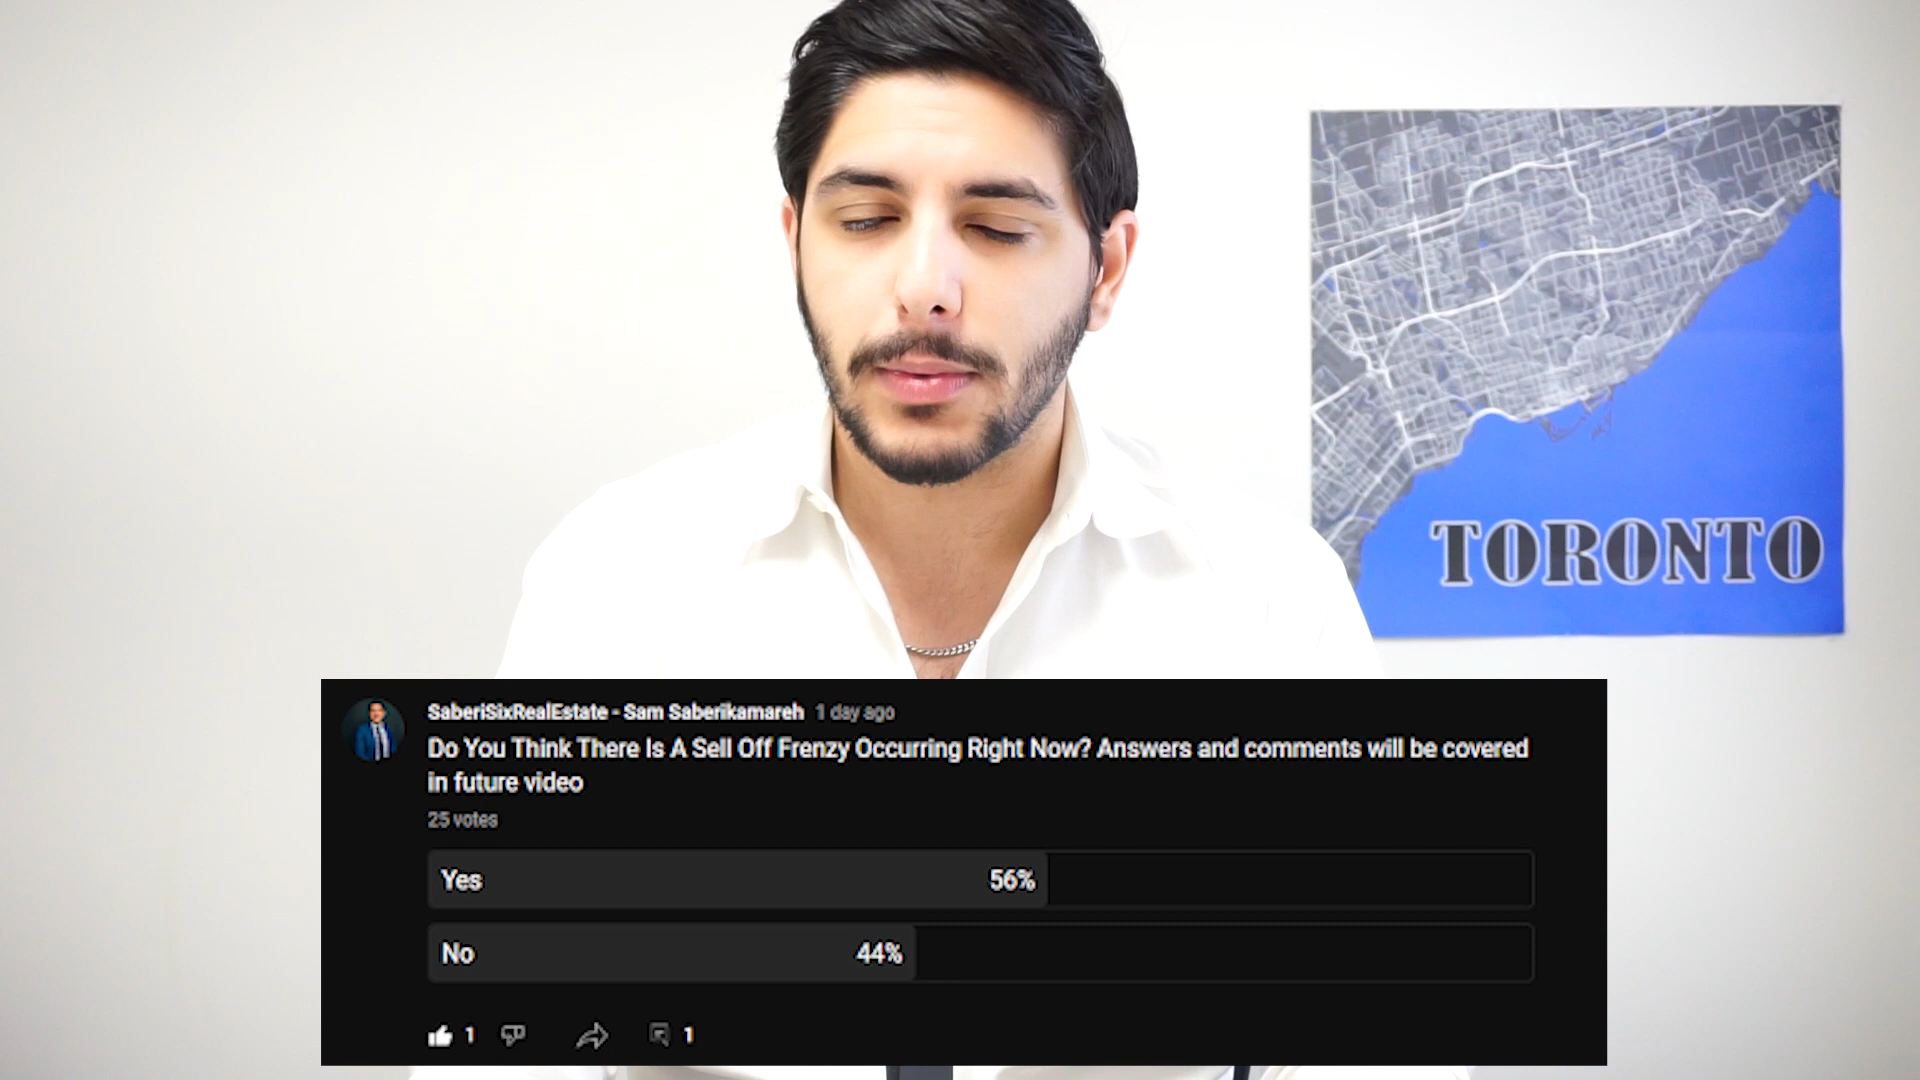 TORONTO
SaberiSixRealEstate - Sam Saberikamareh 1 day ago
Do You Think There Is A Sell Off Frenzy Occurring Right Now? Answers and comments will be covered
in future video
25 votes
Yes 56%
No 44%
1 1